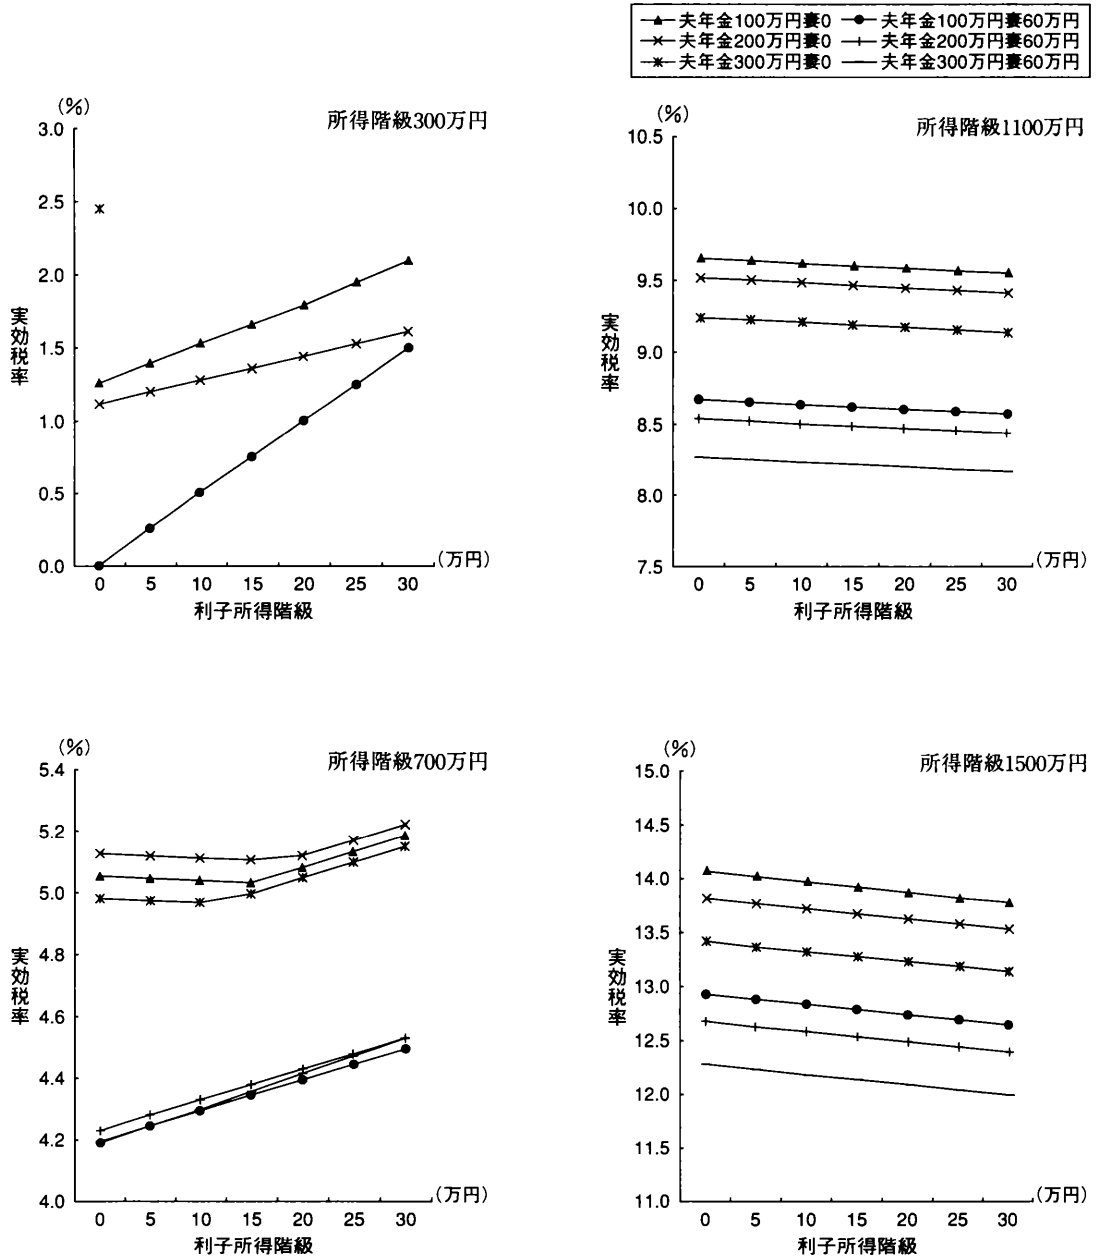 夫年金100万円妻0 夫年金100万円妻60万円
夫年金200万円妻0 夫年金200万円妻60万円
夫年金300万円妻0 夫年金300万円妻60万円
(%)
所得階級300万円
3.0
2.5
2.0
1.5
1.0
0.5
0.0
実効税率
0 5 10 15 20 25 30
(万円)
利子所得階級
(%)
所得階級1100万円
10.5
10.0
9.5
9.0
8.5
8.0
7.5
実効税率
0 5 10 15 20 25 30
(万円)
利子所得階級
(%)
所得階級700万円
5.4
5.2
5.0
4.8
4.6
4.4
4.2
4.0
実効税率
0 5 10 15 20 25 30
(万円)
利子所得階級
(%)
所得階級1500万円
15.0
14.5
14.0
13.5
13.0
12.5
12.0
11.5
11.0
実効税率
0 5 10 15 20 25 30
(万円)
利子所得階級